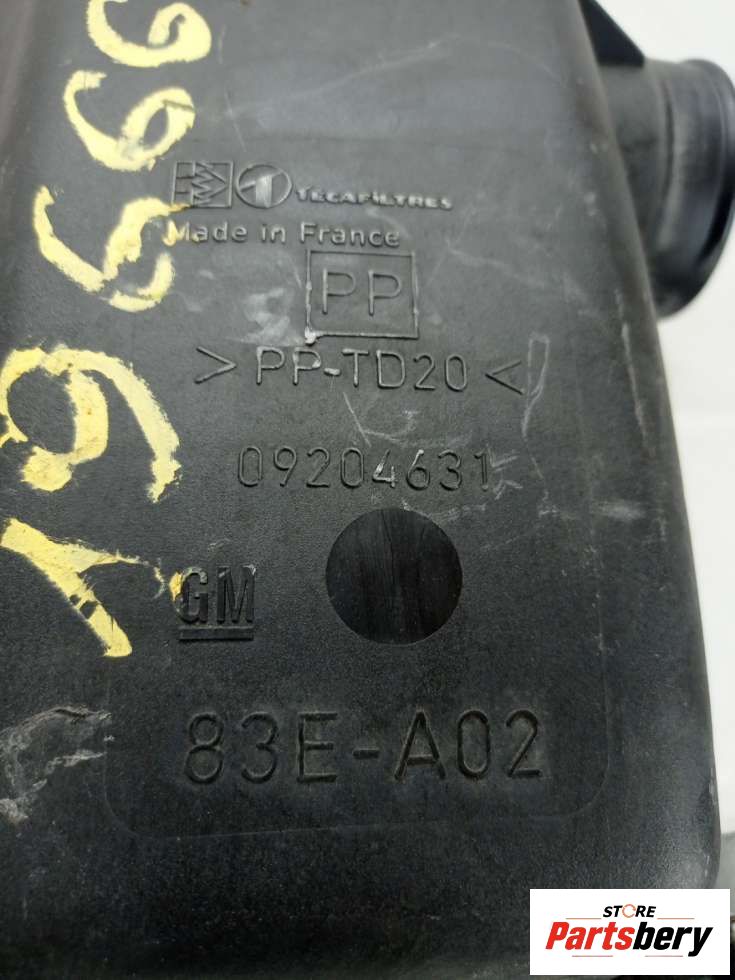 TECAFILTRES
Made in France
PP
> PP-TD20 <
09204631
GM
83E-A02
STORE
Partsbery